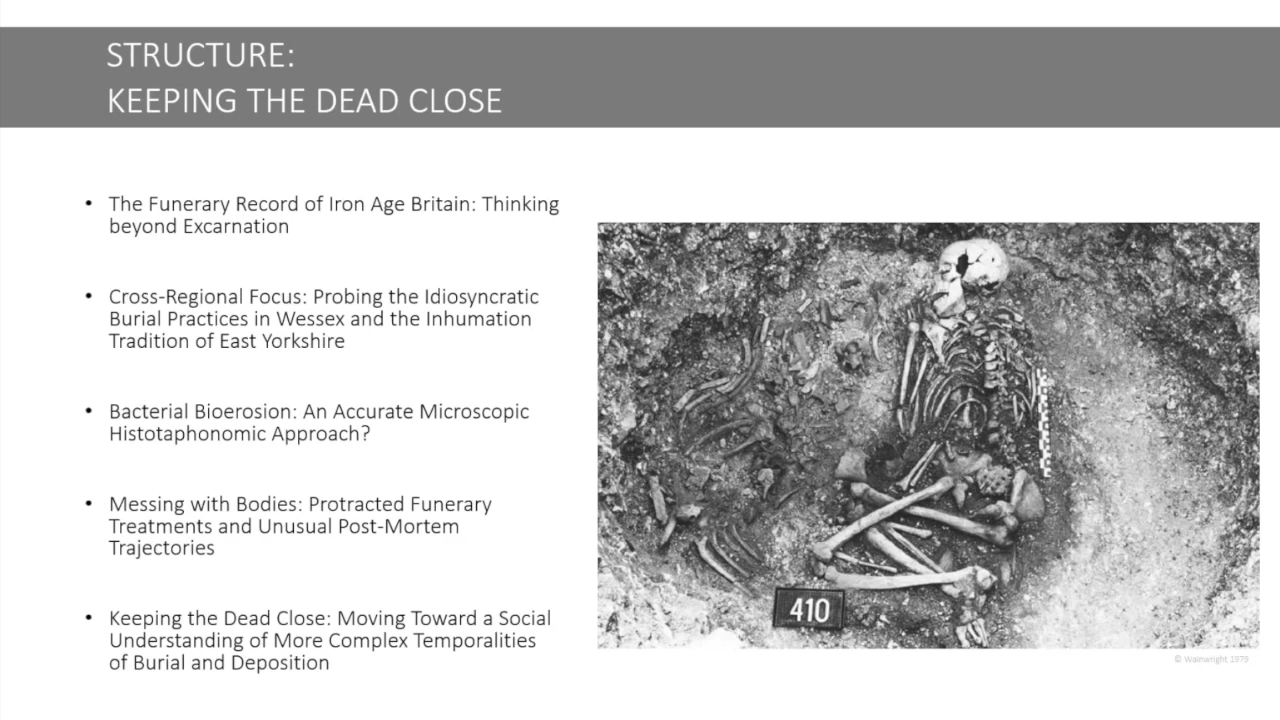 STRUCTURE:
KEEPING THE DEAD CLOSE
• The Funerary Record of Iron Age Britain: Thinking
beyond Excarnation
• Cross-Regional Focus: Probing the Idiosyncratic
Burial Practices in Wessex and the Inhumation
Tradition of East Yorkshire
• Bacterial Bioerosion: An Accurate Microscopic
Histotaphonomic Approach?
• Messing with Bodies: Protracted Funerary
Treatments and Unusual Post-Mortem
Trajectories
• Keeping the Dead Close: Moving Toward a Social
Understanding of More Complex Temporalities
of Burial and Deposition
410
© Wainwright 1979